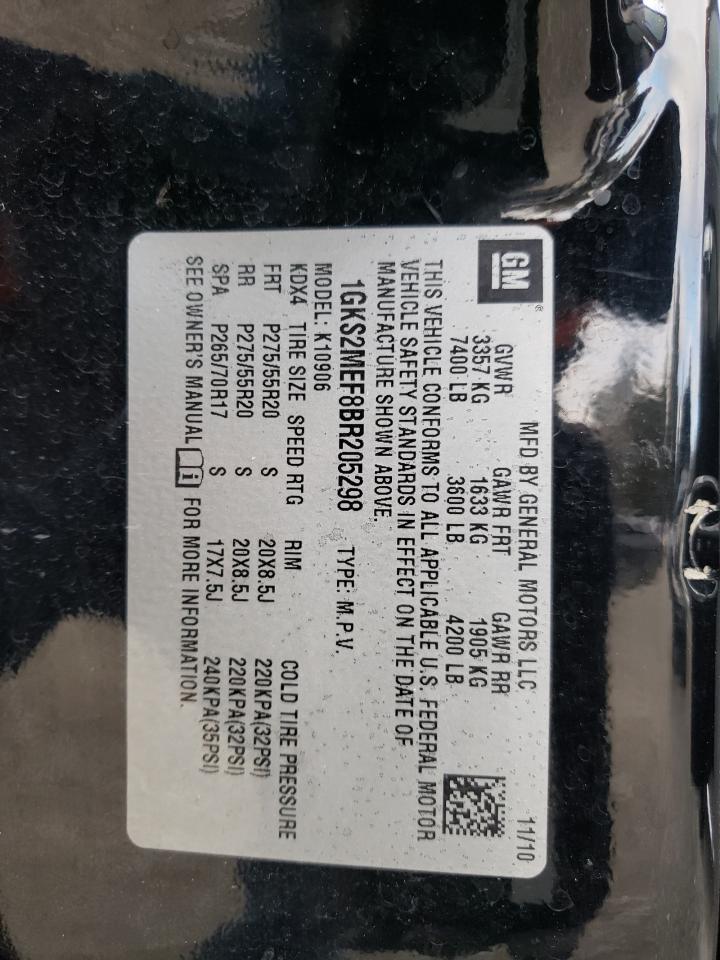 GM®
MFD BY GENERAL MOTORS LLC 11/10
GVWR GAWR FRT GAWR RR
3357 KG 1633 KG 1905 KG
7400 LB 3600 LB 4200 LB
THIS VEHICLE CONFORMS TO ALL APPLICABLE U.S. FEDERAL MOTOR
VEHICLE SAFETY STANDARDS IN EFFECT ON THE DATE OF
MANUFACTURE SHOWN ABOVE.
1GKS2MEF8BR205298 TYPE: M.P.V.
MODEL: K10906
KDX4 TIRE SIZE SPEED RTG RIM COLD TIRE PRESSURE
FRT P275/55R20 S 20X8.5J 220KPA(32PSI)
RR P275/55R20 S 20X8.5J 220KPA(32PSI)
SPA P265/70R17 S 17X7.5J 240KPA(35PSI)
SEE OWNER'S MANUAL i FOR MORE INFORMATION.